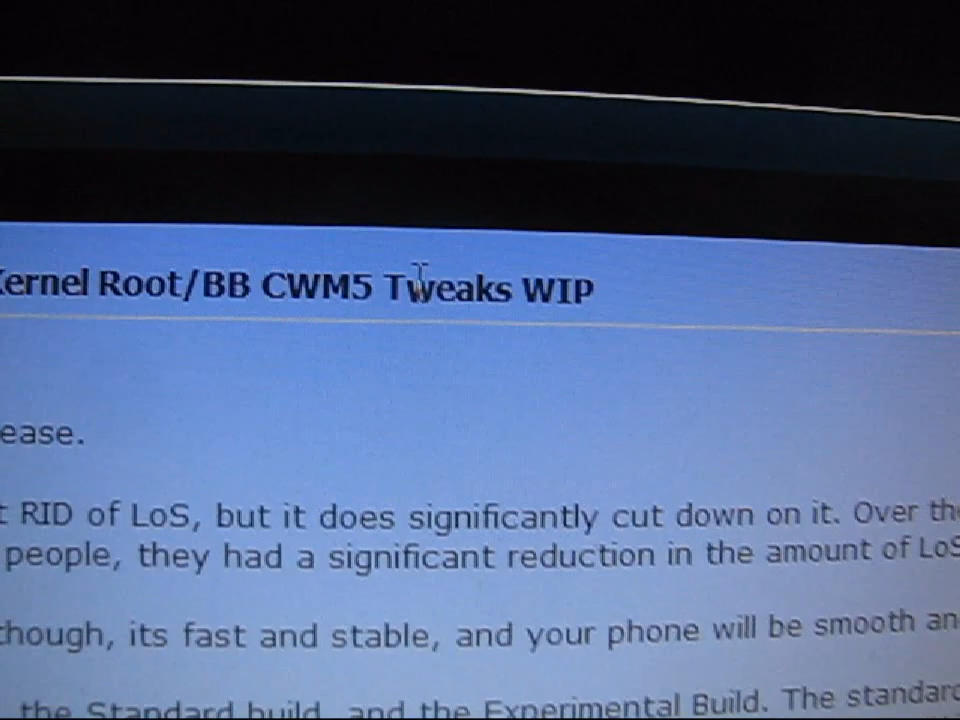 Kernel Root/BB CWM5 Tweaks WIP
ease.
t RID of LoS, but it does significantly cut down on it. Over the
people, they had a significant reduction in the amount of LoS
though, its fast and stable, and your phone will be smooth an
the Standard build, and the Experimental Build. The standard